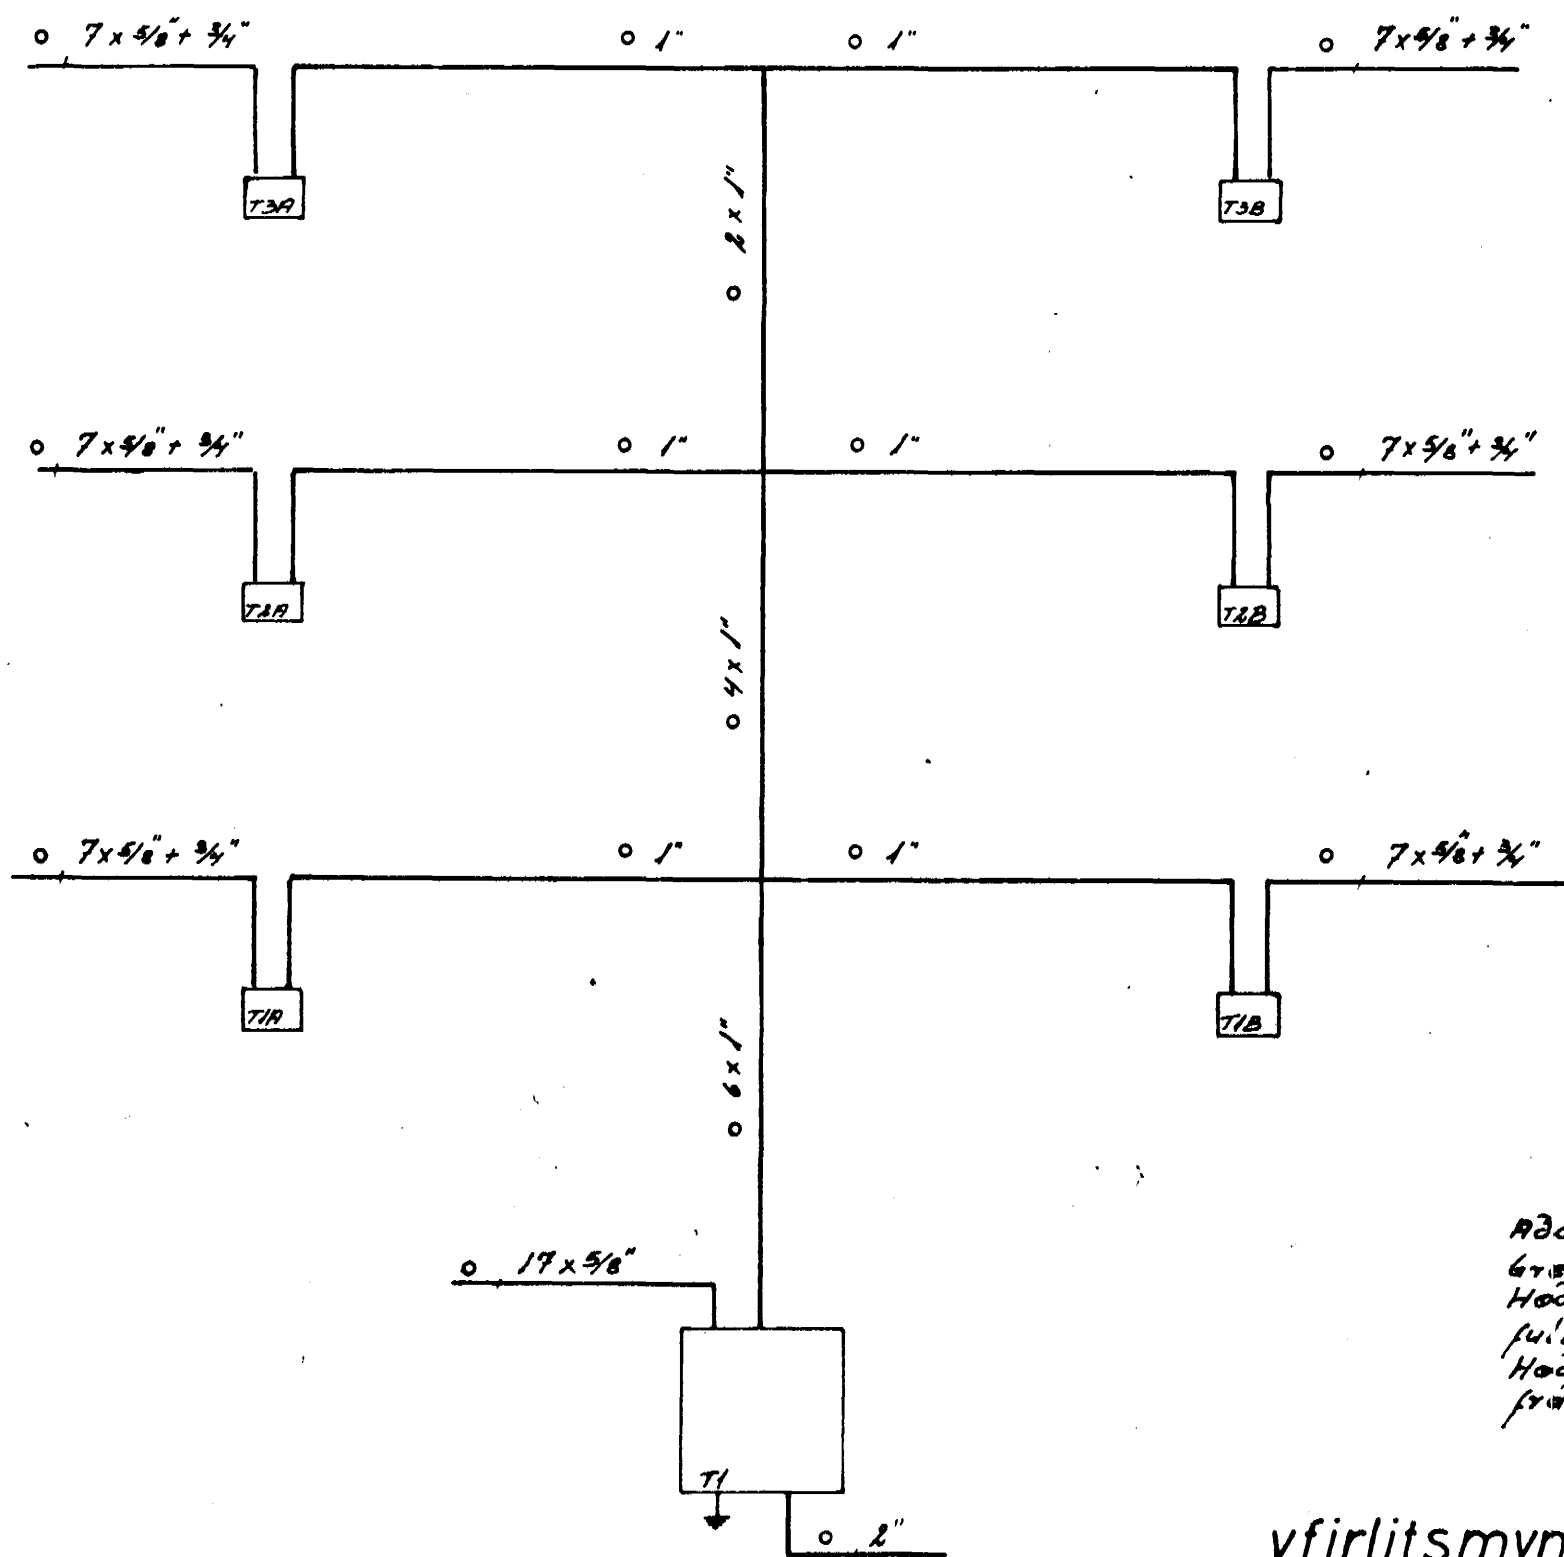 o 7 x 5/8" + 3/4"
o 1"
o 1"
o 7 x 5/8" + 3/4"
T3A
T3B
o 2 x 1"
o 7 x 5/8" + 3/4"
o 1"
o 1"
o 7 x 5/8" + 3/4"
T2A
T2B
o 4 x 1"
o 7 x 5/8" + 3/4"
o 1"
o 1"
o 7 x 5/8" + 3/4"
T1A
T1B
o 6 x 1"
o 17 x 5/8"
T1
o 2"
yfirlitsmyn